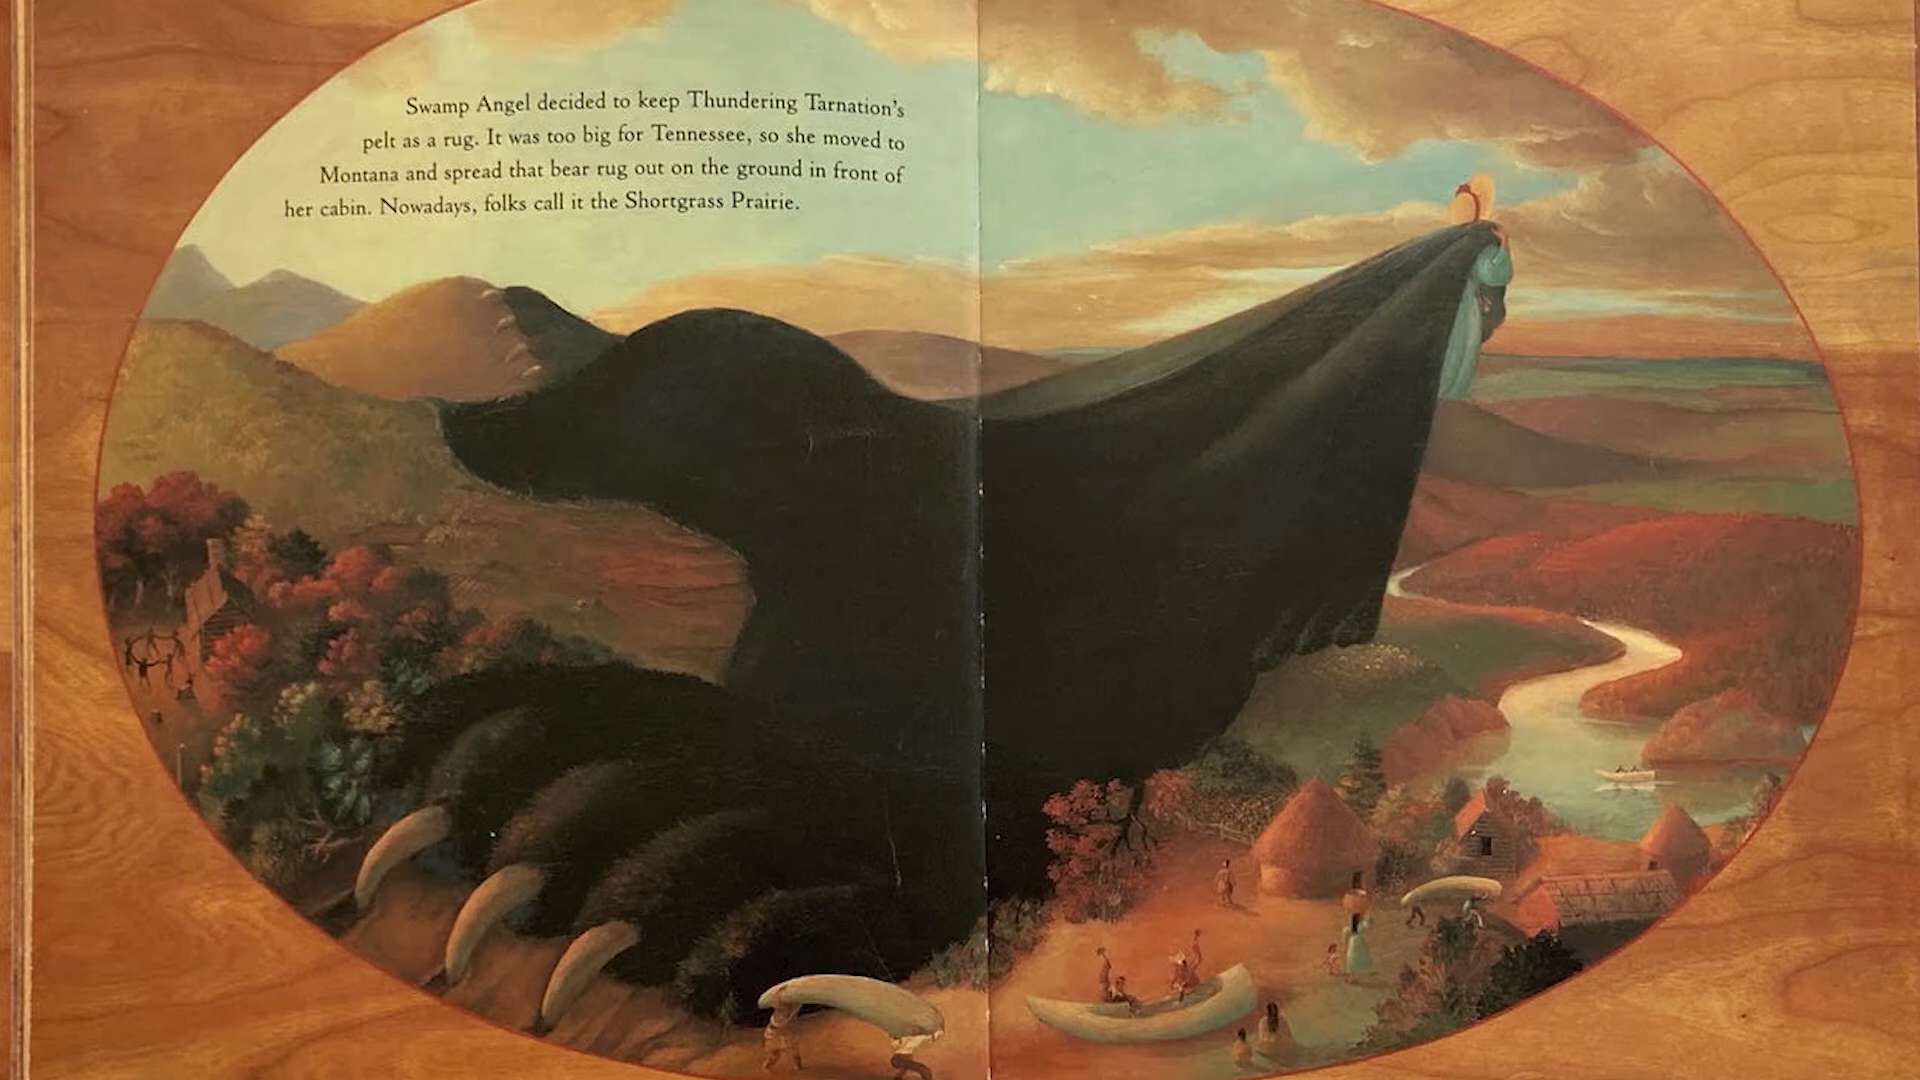 Swamp Angel decided to keep Thundering Tarnation's
pelt as a rug. It was too big for Tennessee, so she moved to
Montana and spread that bear rug out on the ground in front of
her cabin. Nowadays, folks call it the Shortgrass Prairie.